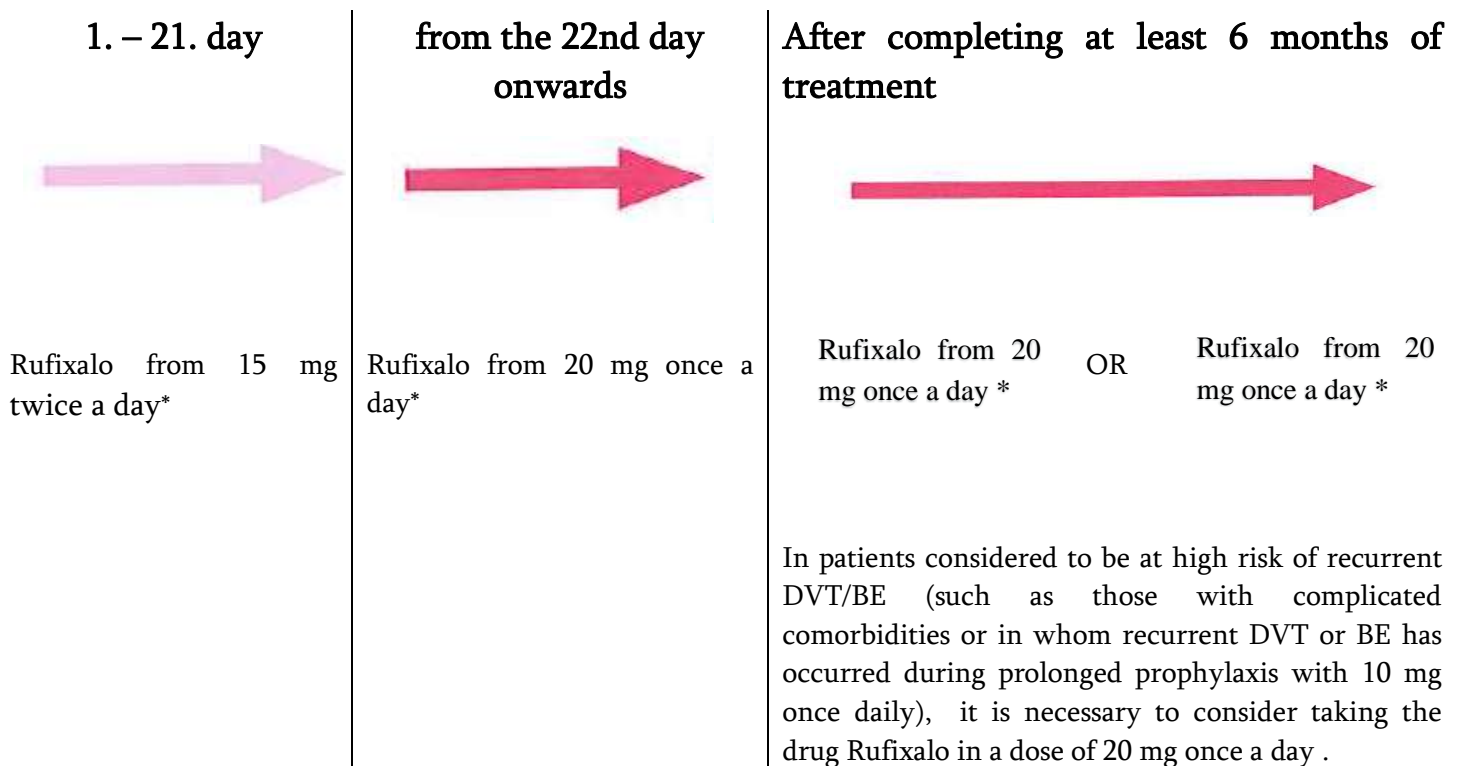 1. – 21. day
from the 22nd day
onwards
After completing at least 6 months of
treatment
Rufixalo from 15 mg
twice a day*
Rufixalo from 20 mg once a
day*
Rufixalo from 20
mg once a day *
OR
Rufixalo from 20
mg once a day *
In patients considered to be at high risk of recurrent
DVT/BE (such as those with complicated
comorbidities or in whom recurrent DVT or BE has
occurred during prolonged prophylaxis with 10 mg
once daily), it is necessary to consider taking the
drug Rufixalo in a dose of 20 mg once a day .